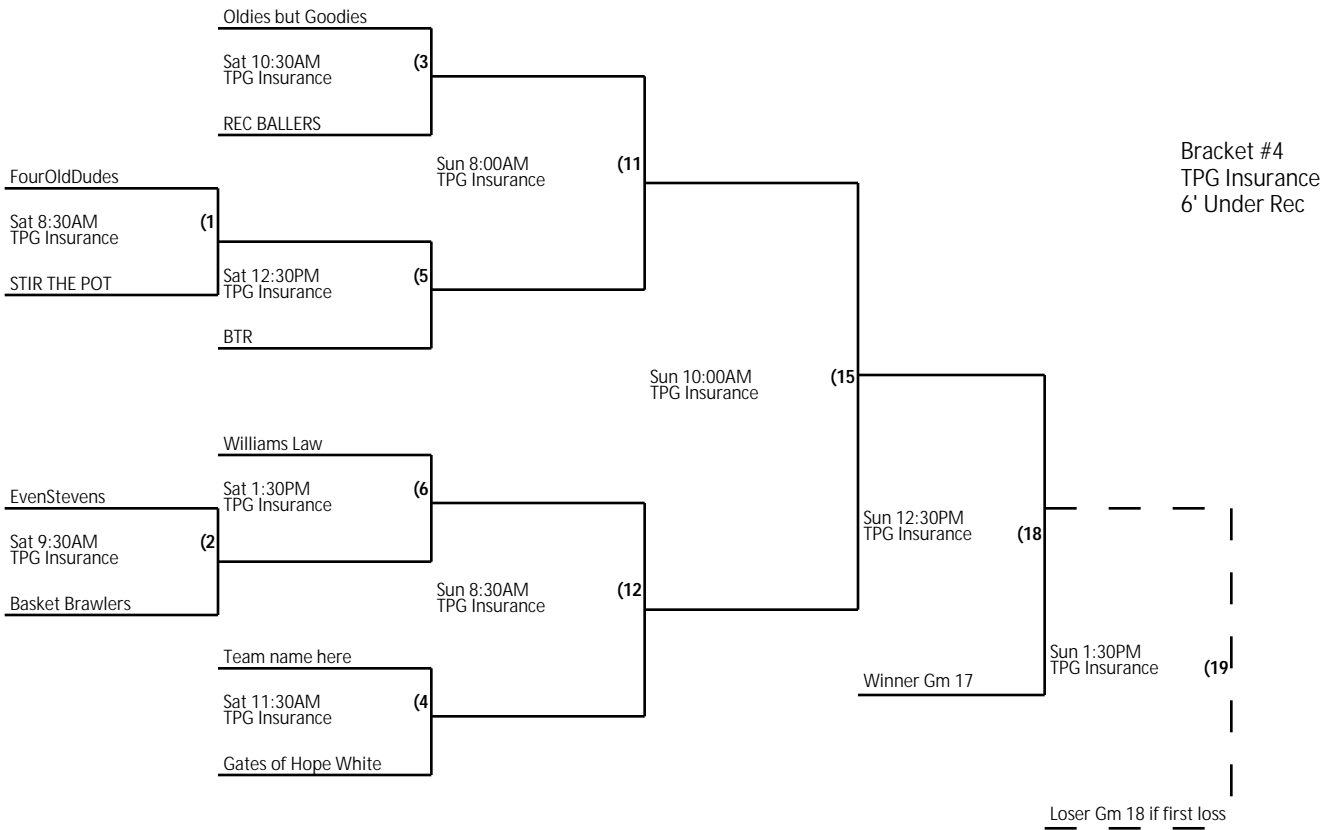 Oldies but Goodies
Sat 10:30AM
TPG Insurance
(3
REC BALLERS
Sun 8:00AM
TPG Insurance
(11
Bracket #4
TPG Insurance
6' Under Rec
FourOldDudes
Sat 8:30AM
TPG Insurance
(1
STIR THE POT
Sat 12:30PM
TPG Insurance
(5
BTR
Sun 10:00AM
TPG Insurance
(15
Williams Law
Sat 1:30PM
TPG Insurance
(6
EvenStevens
Sat 9:30AM
TPG Insurance
(2
Basket Brawlers
Sun 8:30AM
TPG Insurance
(12
Sun 12:30PM
TPG Insurance
(18
Team name here
Sat 11:30AM
TPG Insurance
(4
Gates of Hope White
Winner Gm 17
Sun 1:30PM
TPG Insurance
(19
Loser Gm 18 if first loss